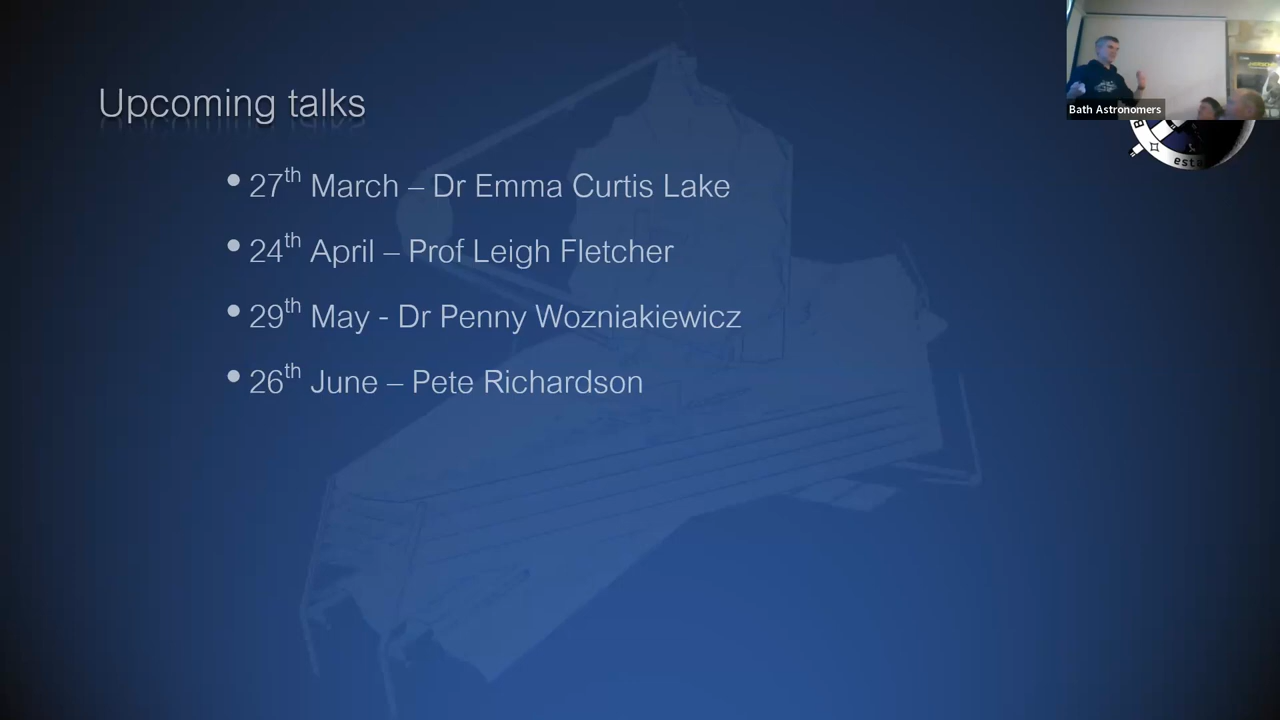 Upcoming talks
Bath Astronomers
esta
• 27th March – Dr Emma Curtis Lake
• 24th April – Prof Leigh Fletcher
• 29th May - Dr Penny Wozniakiewicz
• 26th June – Pete Richardson